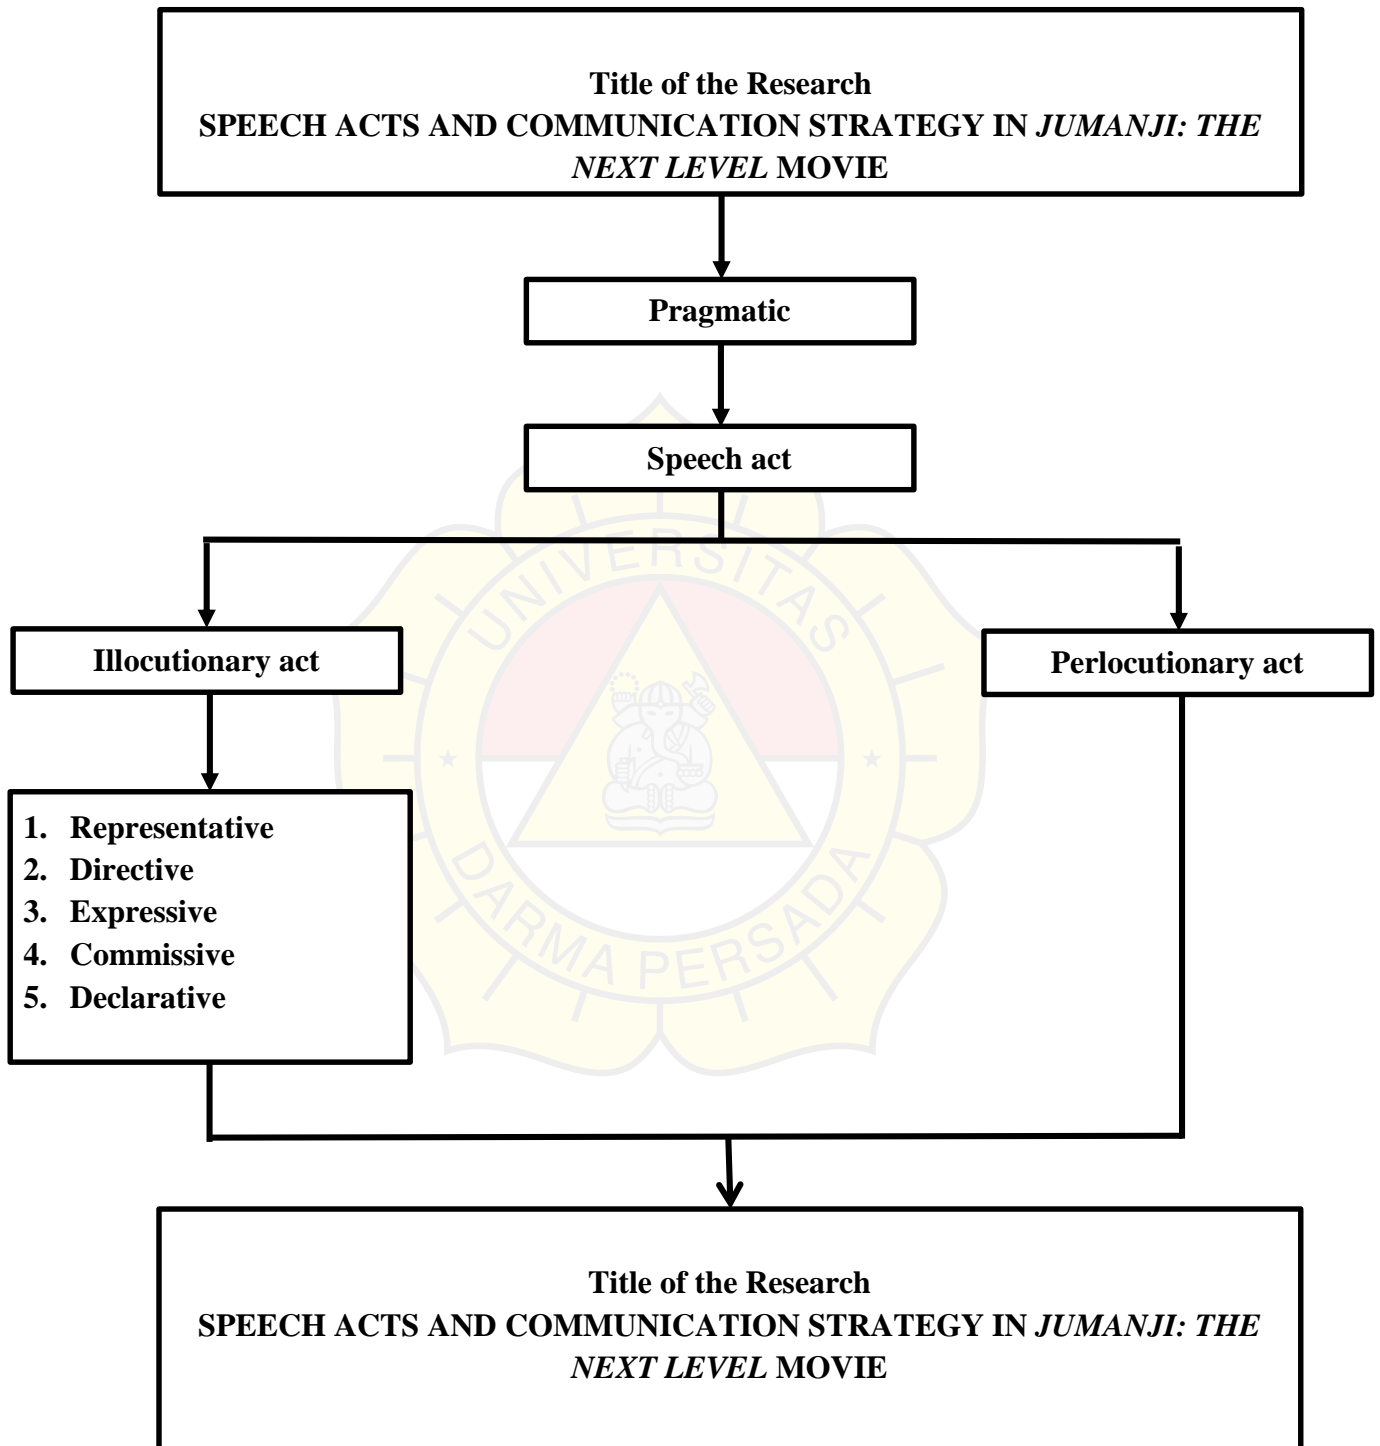 Title of the Research
SPEECH ACTS AND COMMUNICATION STRATEGY IN JUMANJI: THE
NEXT LEVEL MOVIE
Pragmatic
Speech act
UNIVERSITAS
Illocutionary act
Perlocutionary act
1. Representative
2. Directive
3. Expressive
4. Commissive
5. Declarative
DARMA PERSADA
Title of the Research
SPEECH ACTS AND COMMUNICATION STRATEGY IN JUMANJI: THE
NEXT LEVEL MOVIE